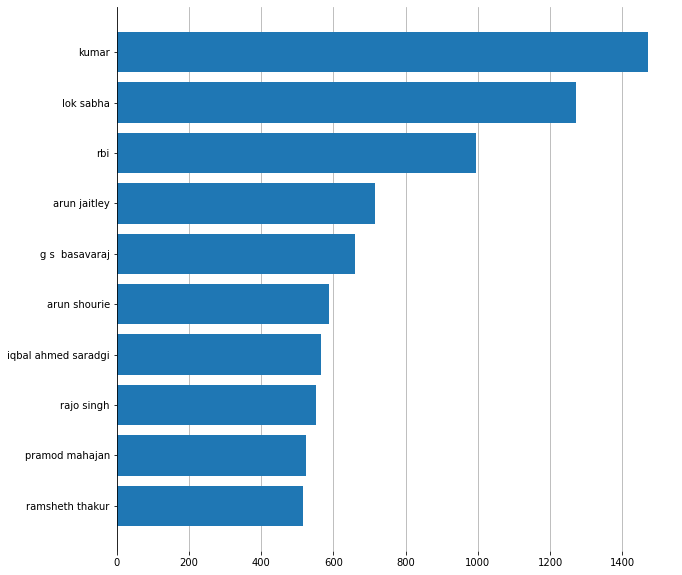 kumar
lok sabha
rbi
arun jaitley
g s  basavaraj
arun shourie
iqbal ahmed saradgi
rajo singh
pramod mahajan
ramsheth thakur
0 200 400 600 800 1000 1200 1400